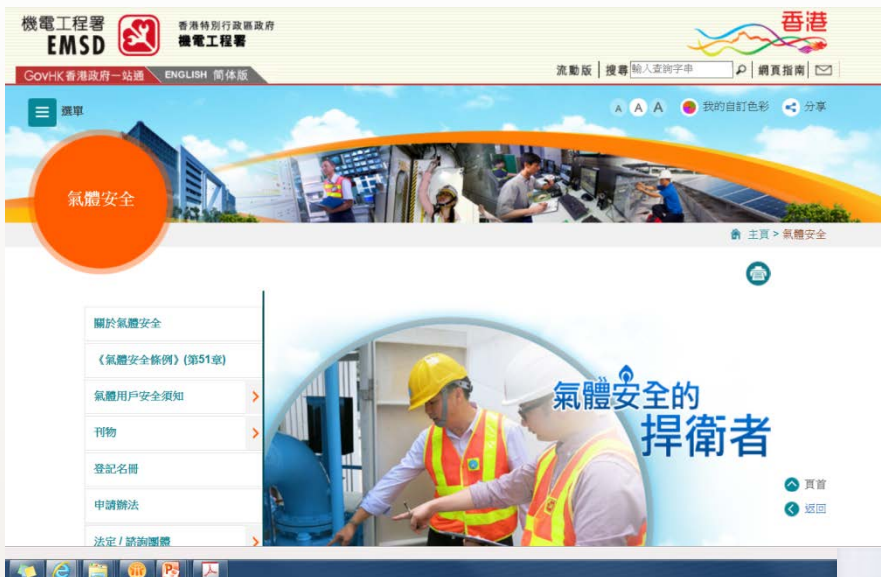 機電工程署
EMSD
香港特別行政區政府
機電工程署
香港
GovHK香港政府一站通 ENGLISH 简体版
流動版 | 搜尋 輸入查詢字串 | 網頁指南
選單
A A A 我的自訂色彩 分享
氣體安全
主頁 > 氣體安全
關於氣體安全
《氣體安全條例》(第51章)
氣體用戶安全須知
刊物
登記名冊
申請辦法
法定 / 諮詢團體
氣體安全的
捍衛者
頁首
返回